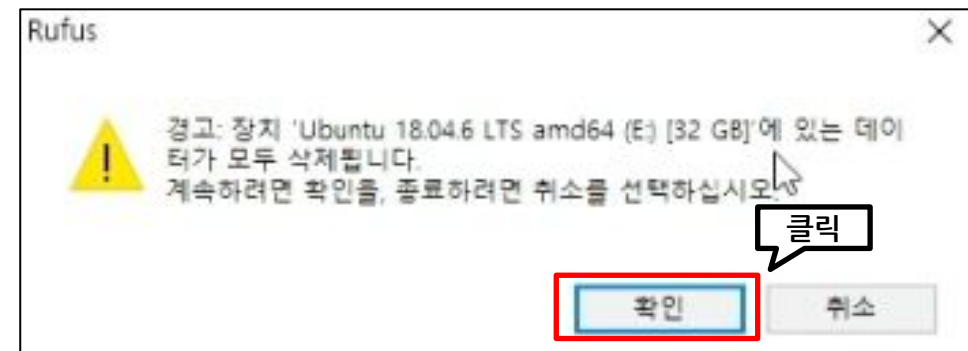 Rufus
경고: 장치 'Ubuntu 18.04.6 LTS amd64 (E:) [32 GB]'에 있는 데이
터가 모두 삭제됩니다.
계속하려면 확인을, 종료하려면 취소를 선택하십시오.
클릭
확인
취소